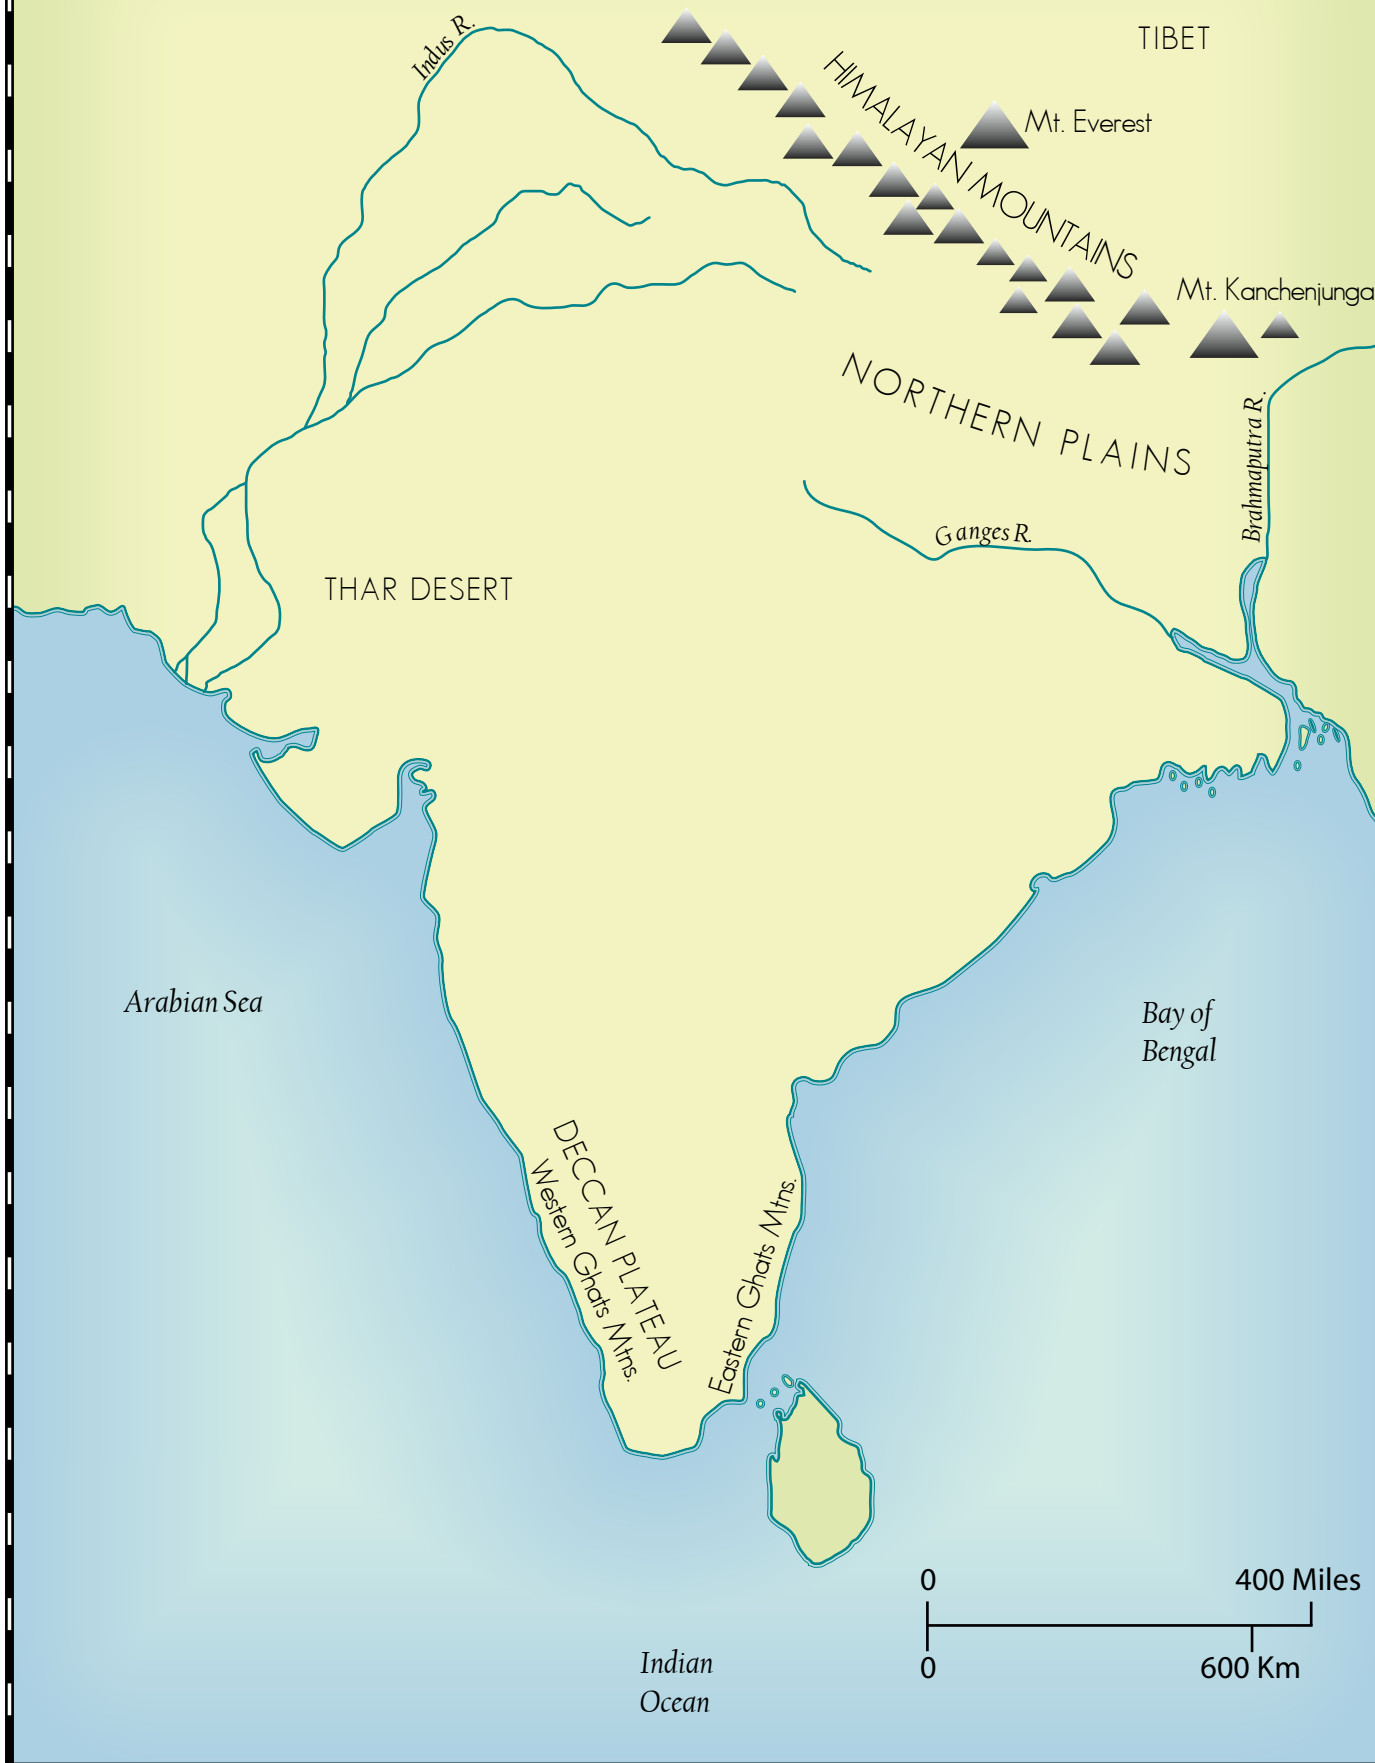 Indus R.
TIBET
HIMALAYAN MOUNTAINS
Mt. Everest
Mt. Kanchenjunga
NORTHERN PLAINS
Brahmaputra R.
Ganges R.
THAR DESERT
Arabian Sea
Bay of
Bengal
DECCAN PLATEAU
Western Ghats Mtns.
Eastern Ghats Mtns.
0
400 Miles
0
600 Km
Indian
Ocean